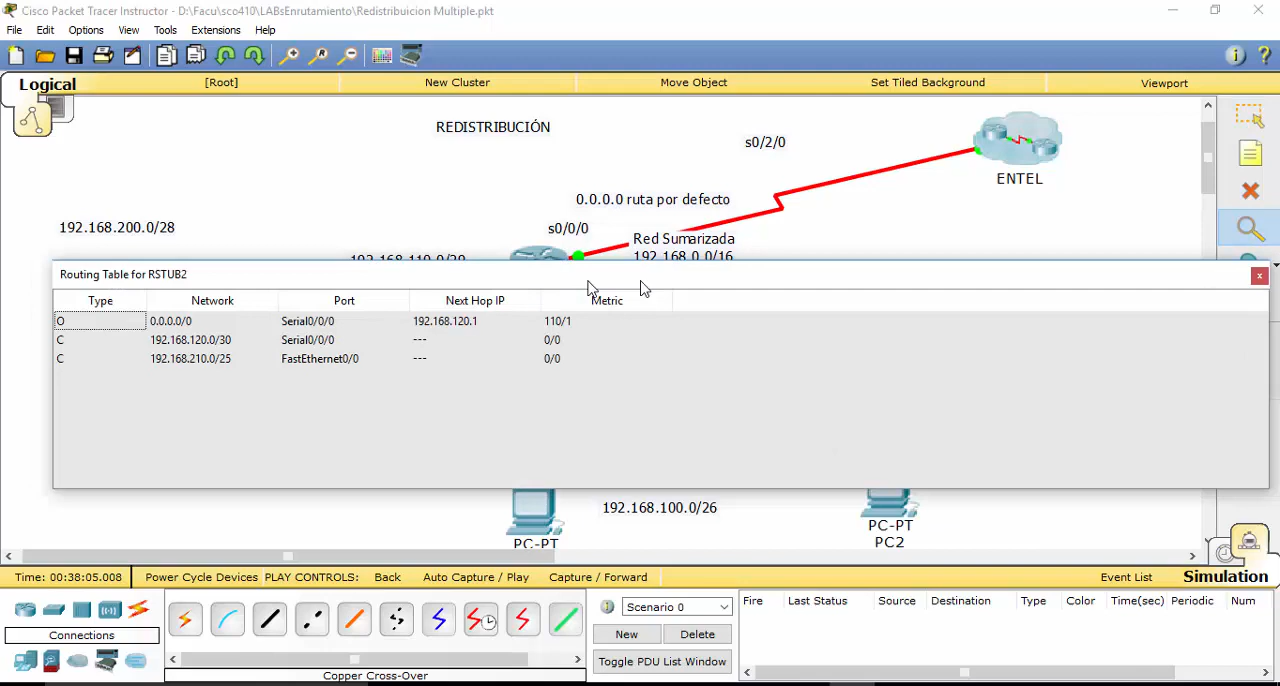 Cisco Packet Tracer Instructor - D:\Facu\sco410\LABsEnrutamiento\Redistribuicion Multiple.pkt
File Edit Options View Tools Extensions Help
Logical [Root] New Cluster Move Object Set Tiled Background Viewport
REDISTRIBUCIÓN
s0/2/0
ENTEL
0.0.0.0 ruta por defecto
192.168.200.0/28
s0/0/0
Red Sumarizada
192.168.0.0/16
192.168.110.0/29
Routing Table for RSTUB2
Type Network Port Next Hop IP Metric
O 0.0.0.0/0 Serial0/0/0 192.168.120.1 110/1
C 192.168.120.0/30 Serial0/0/0 --- 0/0
C 192.168.210.0/25 FastEthernet0/0 --- 0/0
192.168.100.0/26
PC-PT
PC-PT
PC2
Time: 00:38:05.008 Power Cycle Devices PLAY CONTROLS: Back Auto Capture / Play Capture / Forward Event List Simulation
Connections
Copper Cross-Over
Scenario 0
New Delete
Toggle PDU List Window
Fire Last Status Source Destination Type Color Time(sec) Periodic Num